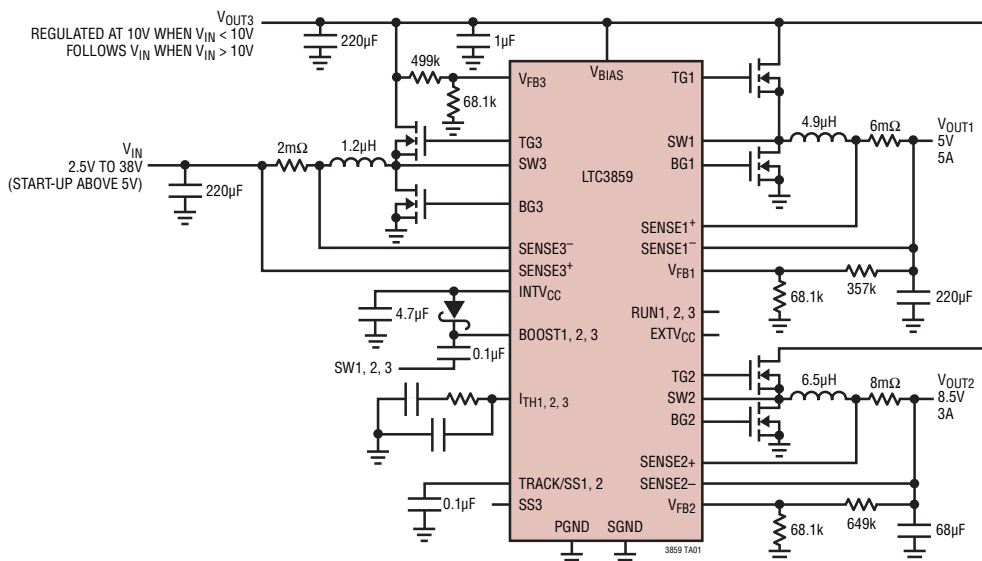 VOUT3
REGULATED AT 10V WHEN VIN < 10V
FOLLOWS VIN WHEN VIN > 10V
220µF
1µF
499k
68.1k
VFB3
VBIAS
TG1
TG3
SW3
BG3
SENSE3−
SENSE3+
INTVCC
BOOST1, 2, 3
ITH1, 2, 3
TRACK/SS1, 2
SS3
PGND
SGND
LTC3859
SW1
BG1
SENSE1+
SENSE1−
VFB1
RUN1, 2, 3
EXTVCC
TG2
SW2
BG2
SENSE2+
SENSE2–
VFB2
VIN
2.5V TO 38V
(START-UP ABOVE 5V)
2mΩ
1.2µH
220µF
4.7µF
0.1µF
SW1, 2, 3
0.1µF
4.9µH
6mΩ
VOUT1
5V
5A
68.1k
357k
220µF
6.5µH
8mΩ
VOUT2
8.5V
3A
68.1k
649k
68µF
3859 TA01